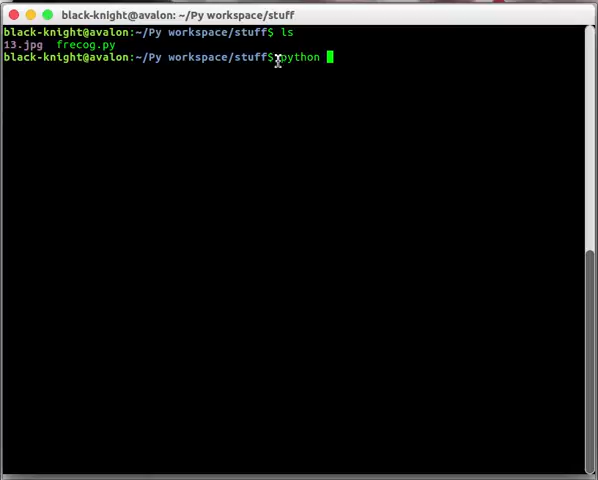 black-knight@avalon: ~/Py workspace/stuff
black-knight@avalon:~/Py workspace/stuff$ ls
13.jpg  frecog.py
black-knight@avalon:~/Py workspace/stuff$ python